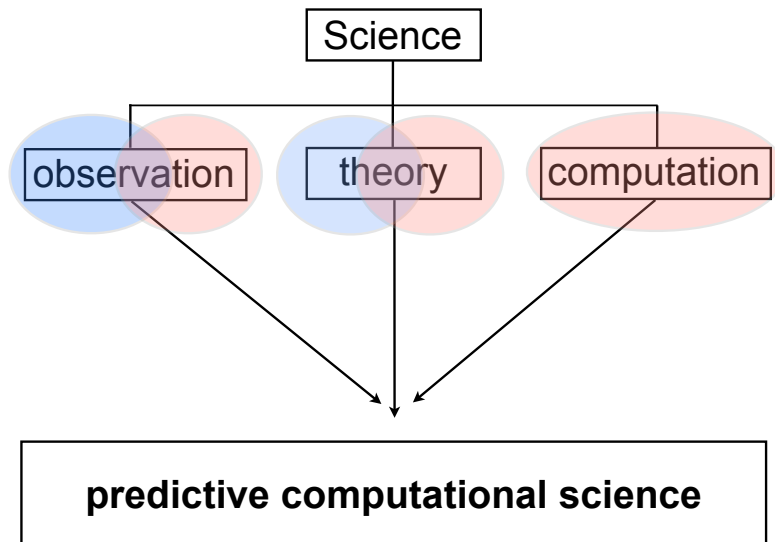 Science
observation
theory
computation
predictive computational science